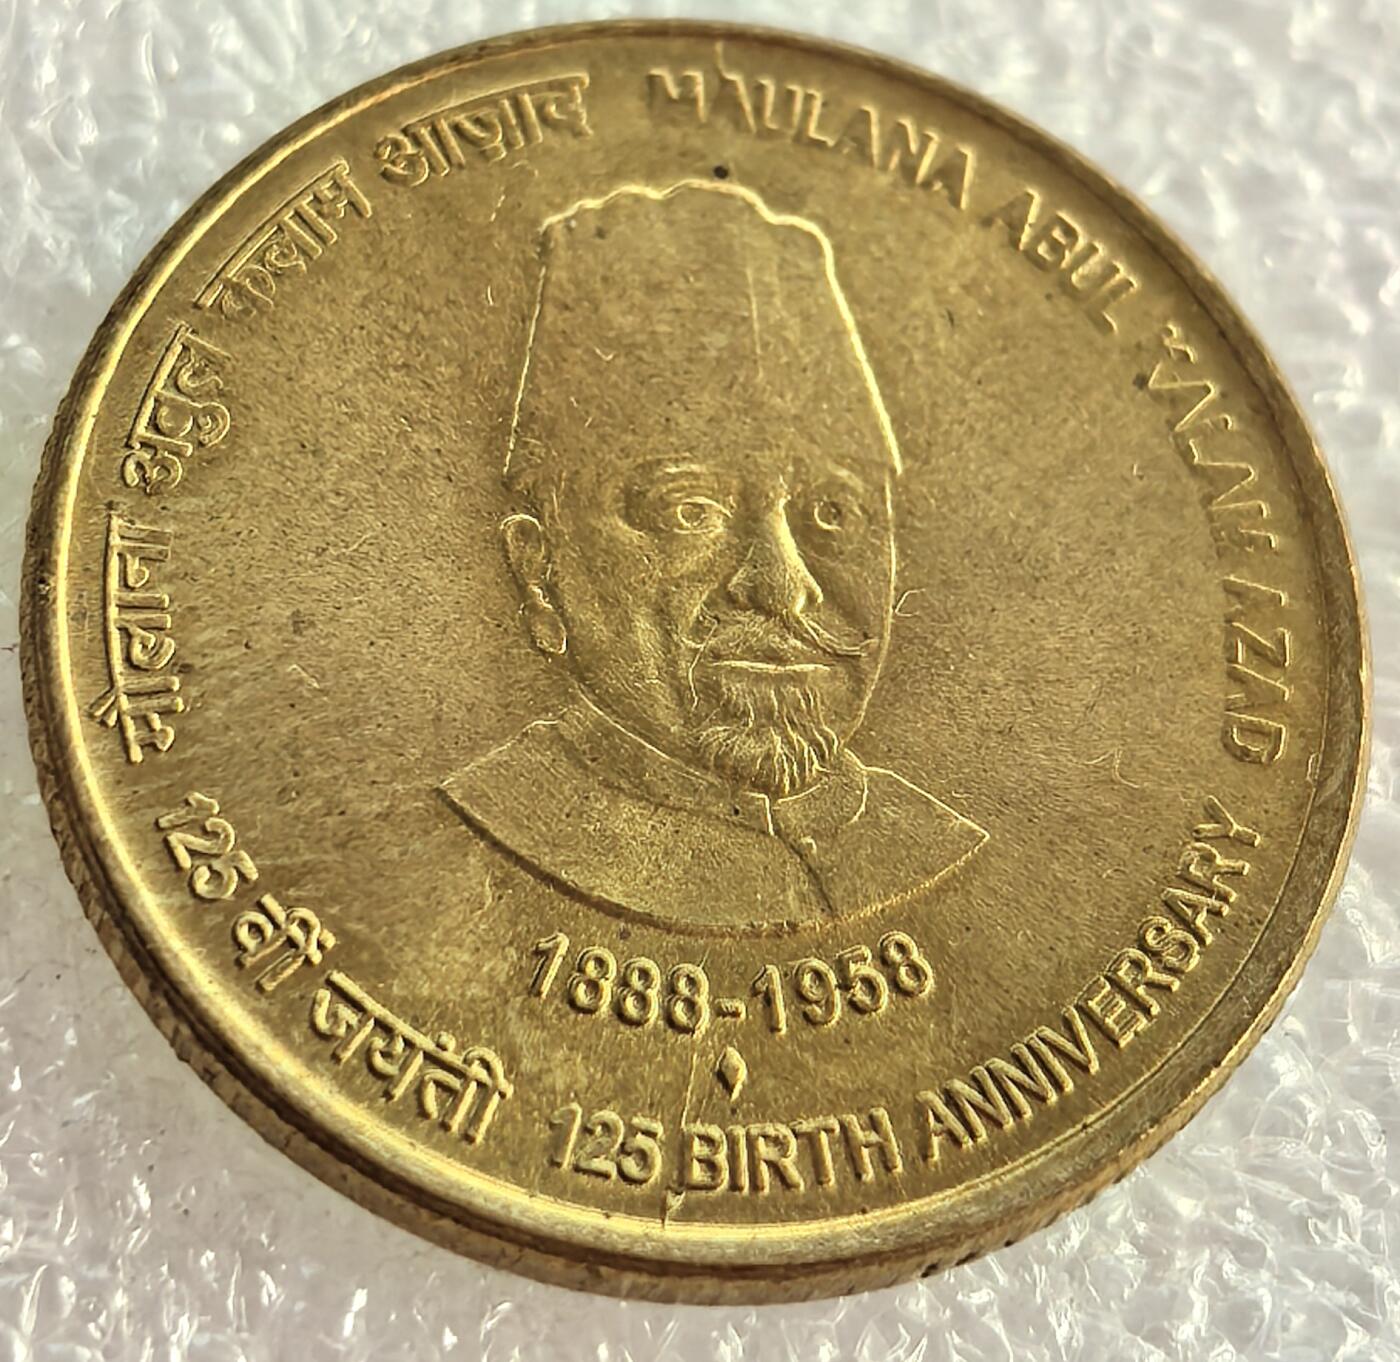 मौलाना अबुल कलाम आज़ाद
MAULANA ABUL KALAM AZAD
1888-1958
125 वीं जयंती
125 BIRTH ANNIVERSARY